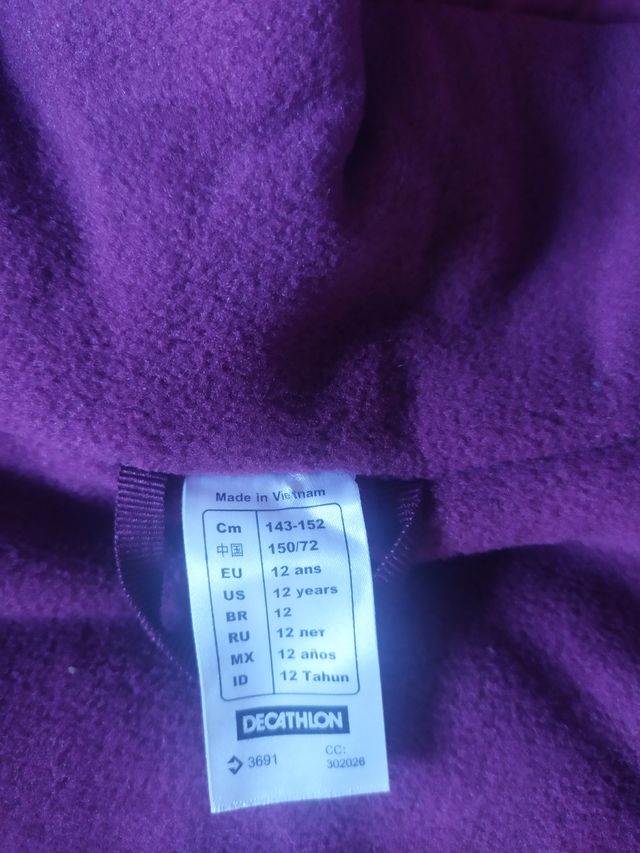 Made in Vietnam
Cm 143-152
中国 150/72
EU 12 ans
US 12 years
BR 12
RU 12 лет
MX 12 años
ID 12 Tahun
DECATHLON
3691 CC:
302026